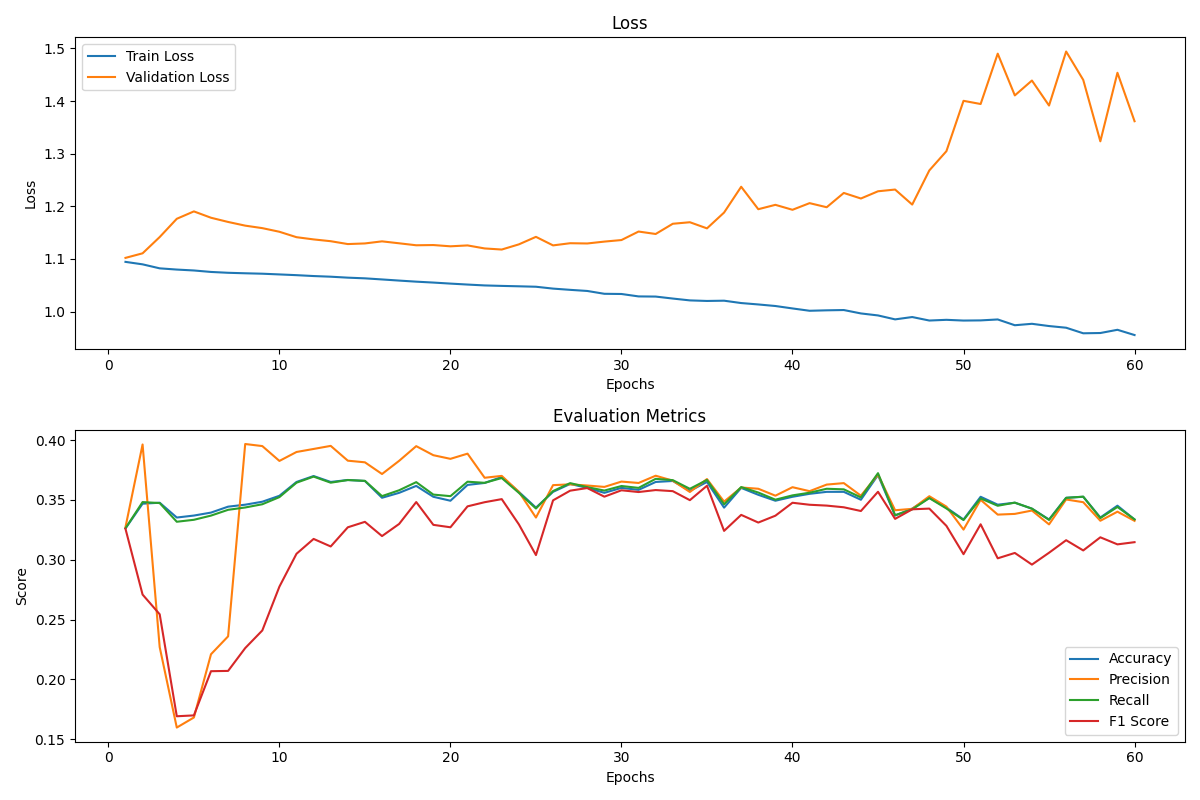 Loss
Train Loss
Validation Loss
1.5
1.4
1.3
1.2
1.1
1.0
Loss
0 10 20 30 40 50 60
Epochs
Evaluation Metrics
0.40
0.35
0.30
0.25
0.20
0.15
Score
Accuracy
Precision
Recall
F1 Score
0 10 20 30 40 50 60
Epochs